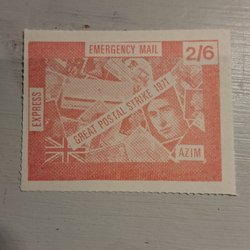 EMERGENCY MAIL
2/6
EXPRESS
GREAT POSTAL STRIKE 1971
AZIM